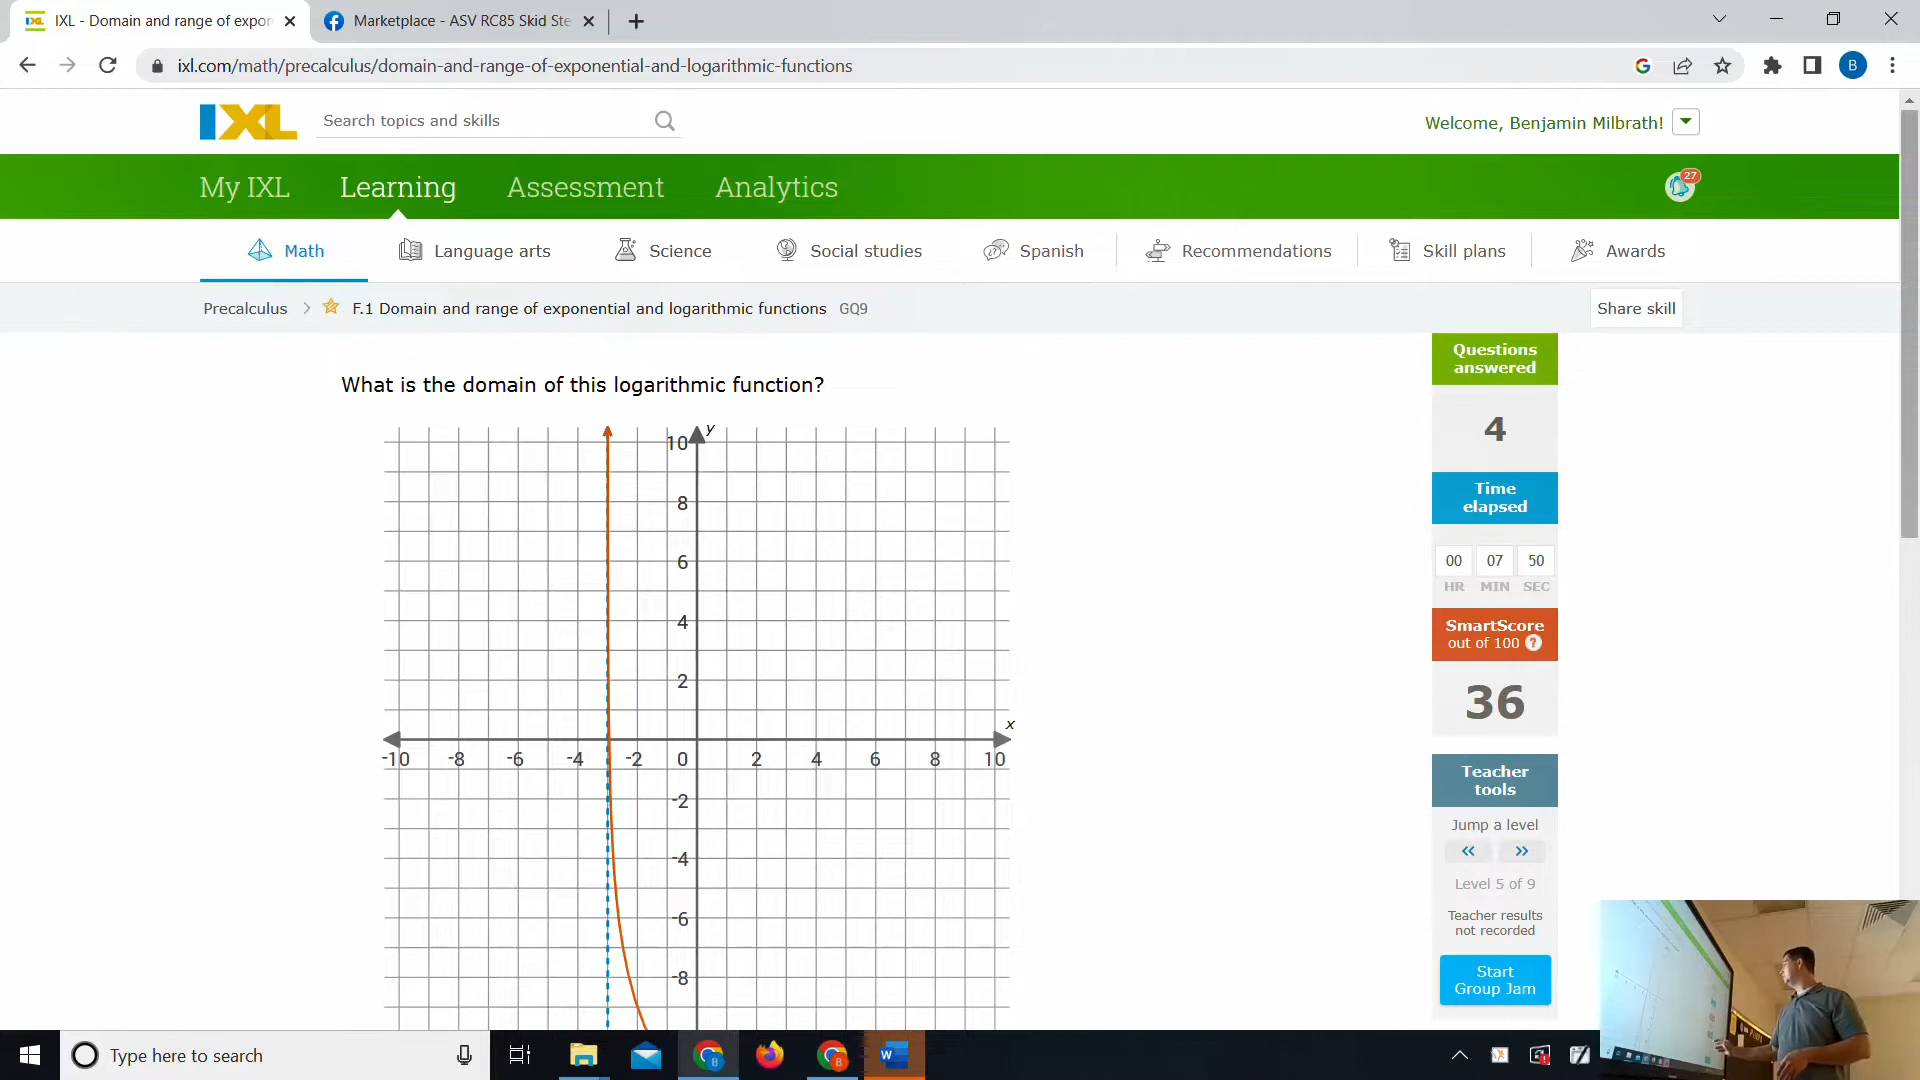 IXL - Domain and range of expon
Marketplace - ASV RC85 Skid Ste
ixl.com/math/precalculus/domain-and-range-of-exponential-and-logarithmic-functions
B
IXL
Search topics and skills
Welcome, Benjamin Milbrath!
My IXL
Learning
Assessment
Analytics
27
Math
Language arts
Science
Social studies
Spanish
Recommendations
Skill plans
Awards
Precalculus
F.1 Domain and range of exponential and logarithmic functions GQ9
Share skill
What is the domain of this logarithmic function?
y
10
8
6
4
2
x
-10 -8 -6 -4 -2 0 2 4 6 8 10
-2
-4
-6
-8
Questions
answered
4
Time
elapsed
00 07 50
HR MIN SEC
SmartScore
out of 100 ?
36
Teacher
tools
Jump a level
Level 5 of 9
Teacher results
not recorded
Start
Group Jam
Type here to search